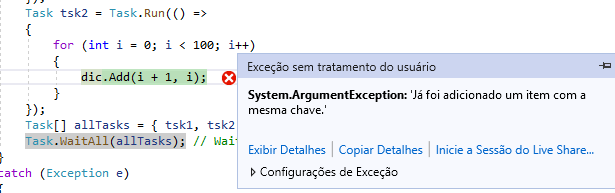 });
Task tsk2 = Task.Run(() =>
{
for (int i = 0; i < 100; i++)
{
dic.Add(i + 1, i);
}
});
Task[] allTasks = { tsk1, tsk2
Task.WaitAll(allTasks); // Wait
}
catch (Exception e)
{
Exceção sem tratamento do usuário
System.ArgumentException: 'Já foi adicionado um item com a
mesma chave.'
Exibir Detalhes | Copiar Detalhes | Inicie a Sessão do Live Share...
Configurações de Exceção